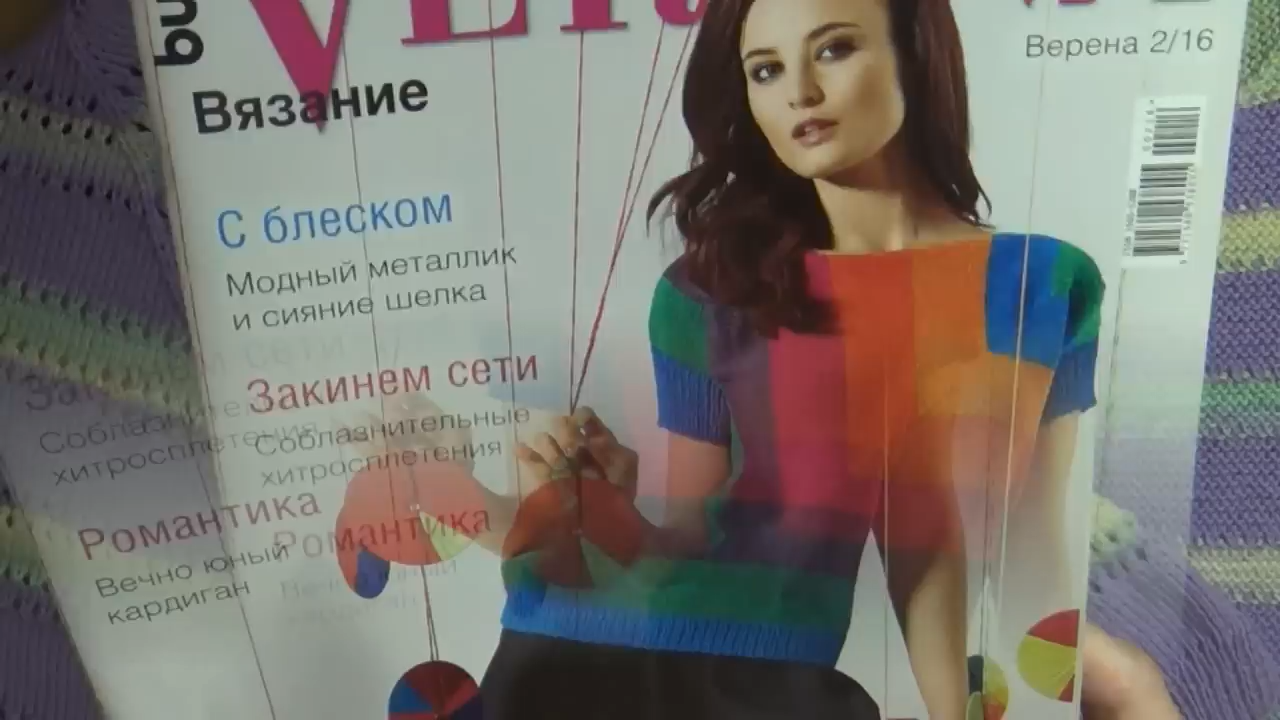 Вязание
Верена 2/16
С блеском
Модный металлик
и сияние шелка
Закинем сети
Соблазнительные
хитросплетения
Романтика
Вечно юный
кардиган